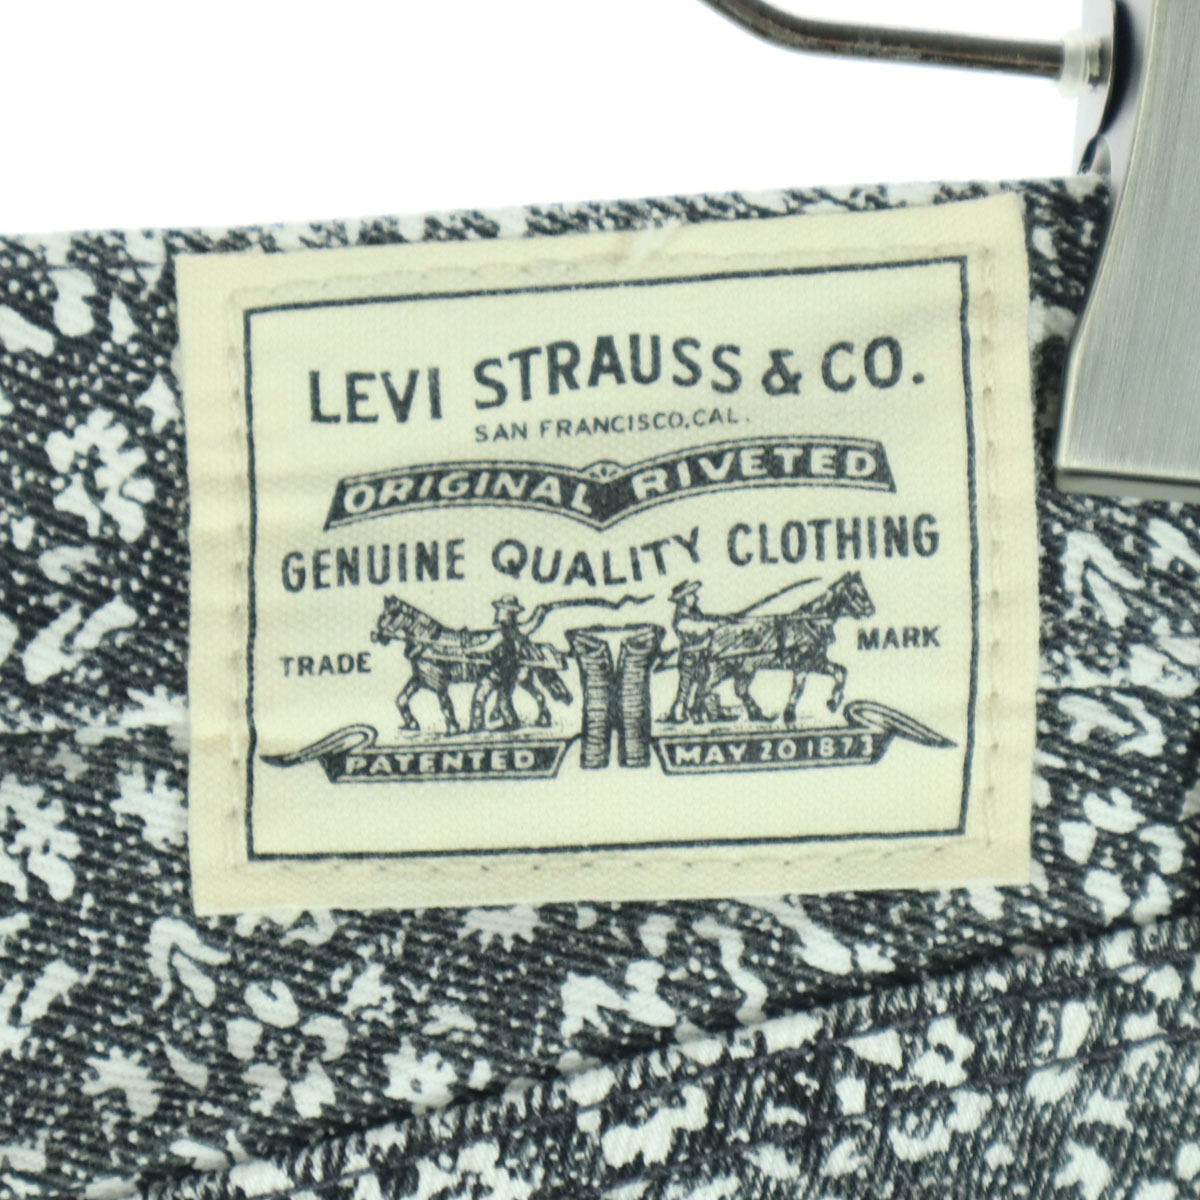 LEVI STRAUSS & CO.
SAN FRANCISCO, CAL.
ORIGINAL RIVETED
GENUINE QUALITY CLOTHING
TRADE MARK
PATENTED MAY 20 1873